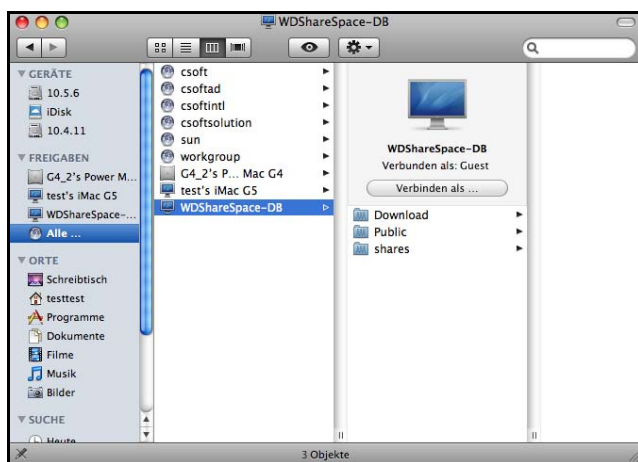 WDShareSpace-DB
GERÄTE
10.5.6
iDisk
10.4.11
FREIGABEN
G4_2's Power M...
test's iMac G5
WDShareSpace-...
Alle ...
ORTE
Schreibtisch
testtest
Programme
Dokumente
Filme
Musik
Bilder
SUCHE
Heute
csoft
csoftad
csoftintl
csoftsolution
sun
workgroup
G4_2's P... Mac G4
test's iMac G5
WDShareSpace-DB
WDShareSpace-DB
Verbunden als: Guest
Verbinden als ...
Download
Public
shares
3 Objekte